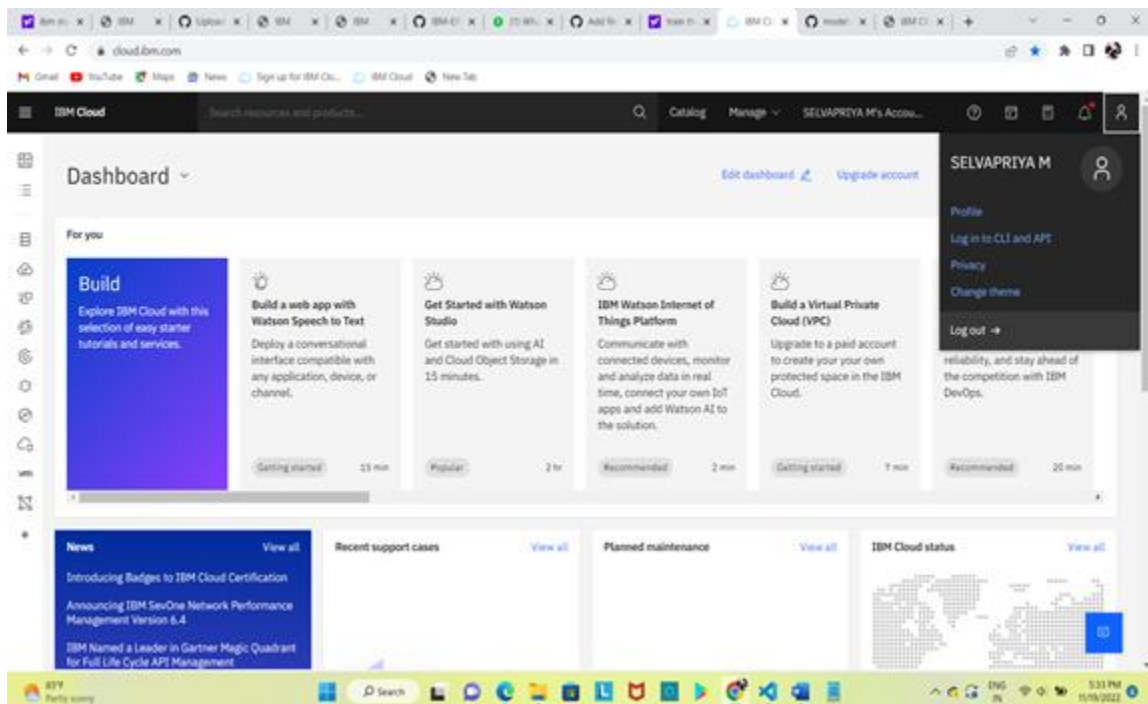 IBM
IBM
IBM
cloud.ibm.com
Gmail YouTube Maps News Sign up for IBM Clo... IBM Cloud New Tab
IBM Cloud Search resources and products... Catalog Manage SELVAPRIYA M's Accou...
Dashboard Edit dashboard Upgrade account
SELVAPRIYA M
Profile
Log in to CLI and API
Privacy
Change theme
Log out →
For you
Build
Explore IBM Cloud with this
selection of easy starter
tutorials and services.
Build a web app with
Watson Speech to Text
Deploy a conversational
interface compatible with
any application, device, or
channel.
Getting started 15 min
Get Started with Watson
Studio
Get started with using AI
and Cloud Object Storage in
15 minutes.
Popular 2 hr
IBM Watson Internet of
Things Platform
Communicate with
connected devices, monitor
and analyze data in real
time, connect your own IoT
apps and add Watson AI to
the solution.
Recommended 2 min
Build a Virtual Private
Cloud (VPC)
Upgrade to a paid account
to create your your own
protected space in the IBM
Cloud.
Getting started 7 min
reliability, and stay ahead of
the competition with IBM
DevOps.
Recommended 20 min
News View all
Introducing Badges to IBM Cloud Certification
Announcing IBM SevOne Network Performance
Management Version 6.4
IBM Named a Leader in Gartner Magic Quadrant
for Full Life Cycle API Management
Recent support cases View all
Planned maintenance View all
IBM Cloud status View all
Partly sunny
Search
ENG
IN
5:33 PM
11/19/2022